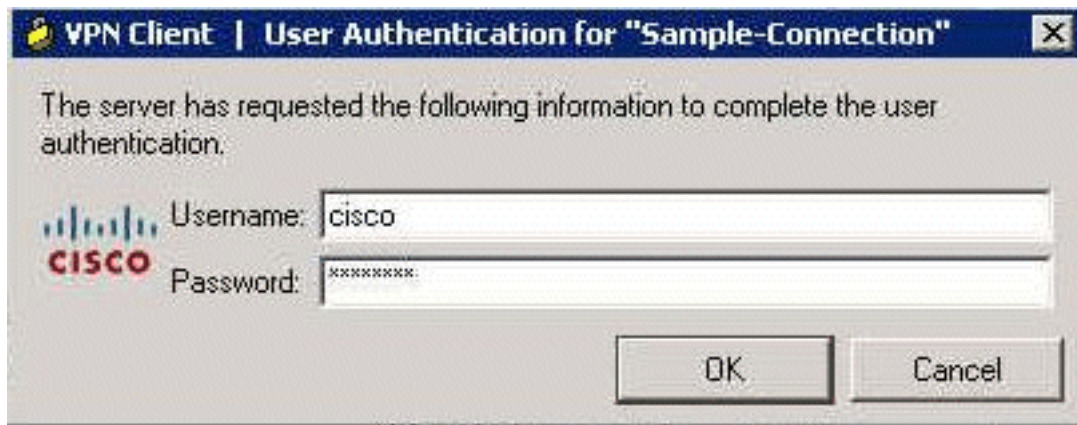 VPN Client | User Authentication for "Sample-Connection"
The server has requested the following information to complete the user
authentication.
Username: cisco
CISCO
Password: ********
OK Cancel